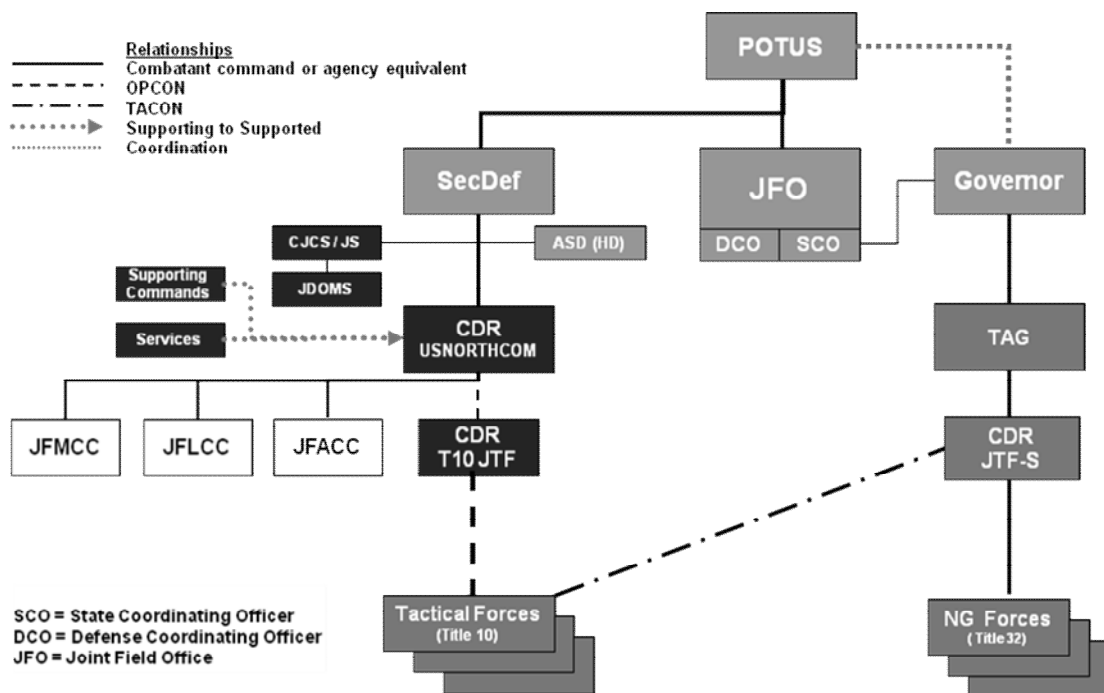 Relationships
Combatant command or agency equivalent
OPCON
TACON
Supporting to Supported
Coordination
POTUS
SecDef
JFO
DCO
SCO
Governor
CJCS / JS
ASD (HD)
JDOMS
Supporting
Commands
Services
CDR
USNORTHCOM
TAG
JFMCC
JFLCC
JFACC
CDR
T10 JTF
CDR
JTF-S
Tactical Forces
(Title 10)
NG Forces
(Title32)
SCO = State Coordinating Officer
DCO = Defense Coordinating Officer
JFO = Joint Field Office